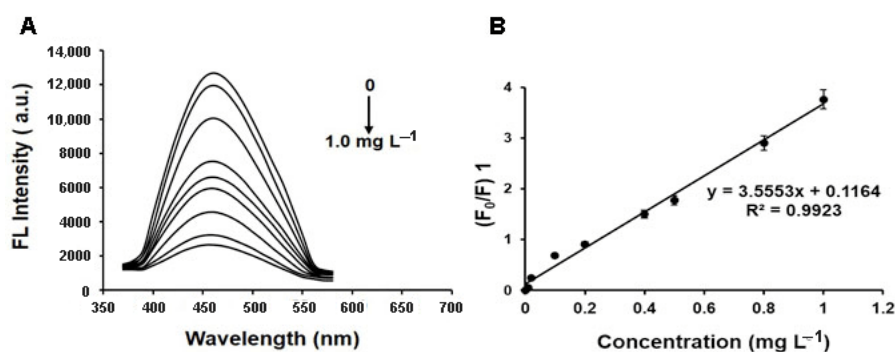 A
FL Intensity ( a.u.)
14,000
12,000
10,000
8000
6000
4000
2000
0
350 400 450 500 550 600 650 700
Wavelength (nm)
0
1.0 mg L⁻¹
B
(F₀/F) 1
4
3
2
1
0
0 0.2 0.4 0.6 0.8 1 1.2
Concentration (mg L⁻¹)
y = 3.5553x + 0.1164
R² = 0.9923